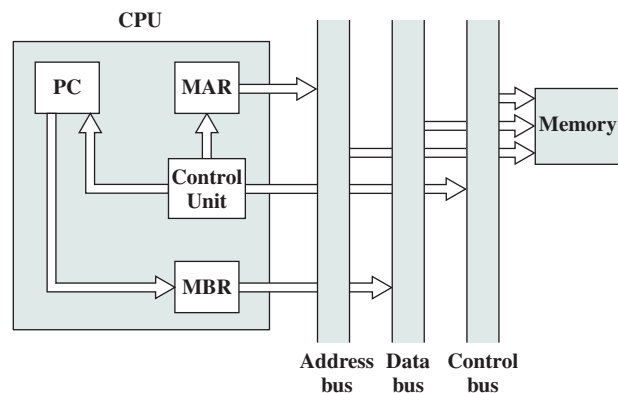 CPU
PC
MAR
Memory
Control
Unit
MBR
Address
bus
Data
bus
Control
bus